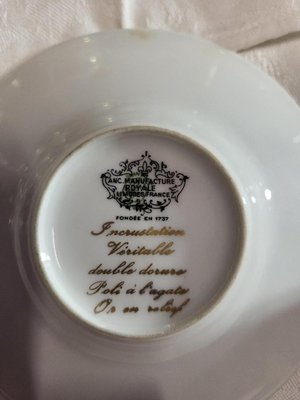 ANC. MANUFACTURE
ROYALE
LIMOGES-FRANCE
FONDÉE EN 1737
Incrustation
Véritable
double dorure
Poli à l'agate
Or en relief